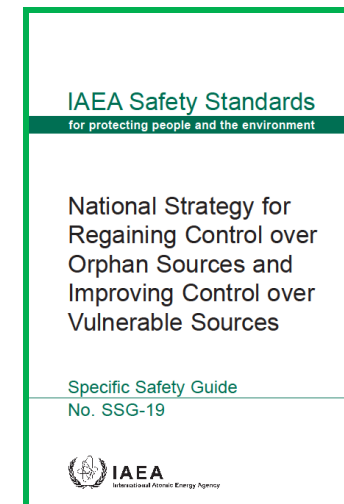 IAEA Safety Standards
for protecting people and the environment
National Strategy for
Regaining Control over
Orphan Sources and
Improving Control over
Vulnerable Sources
Specific Safety Guide
No. SSG-19
IAEA
International Atomic Energy Agency